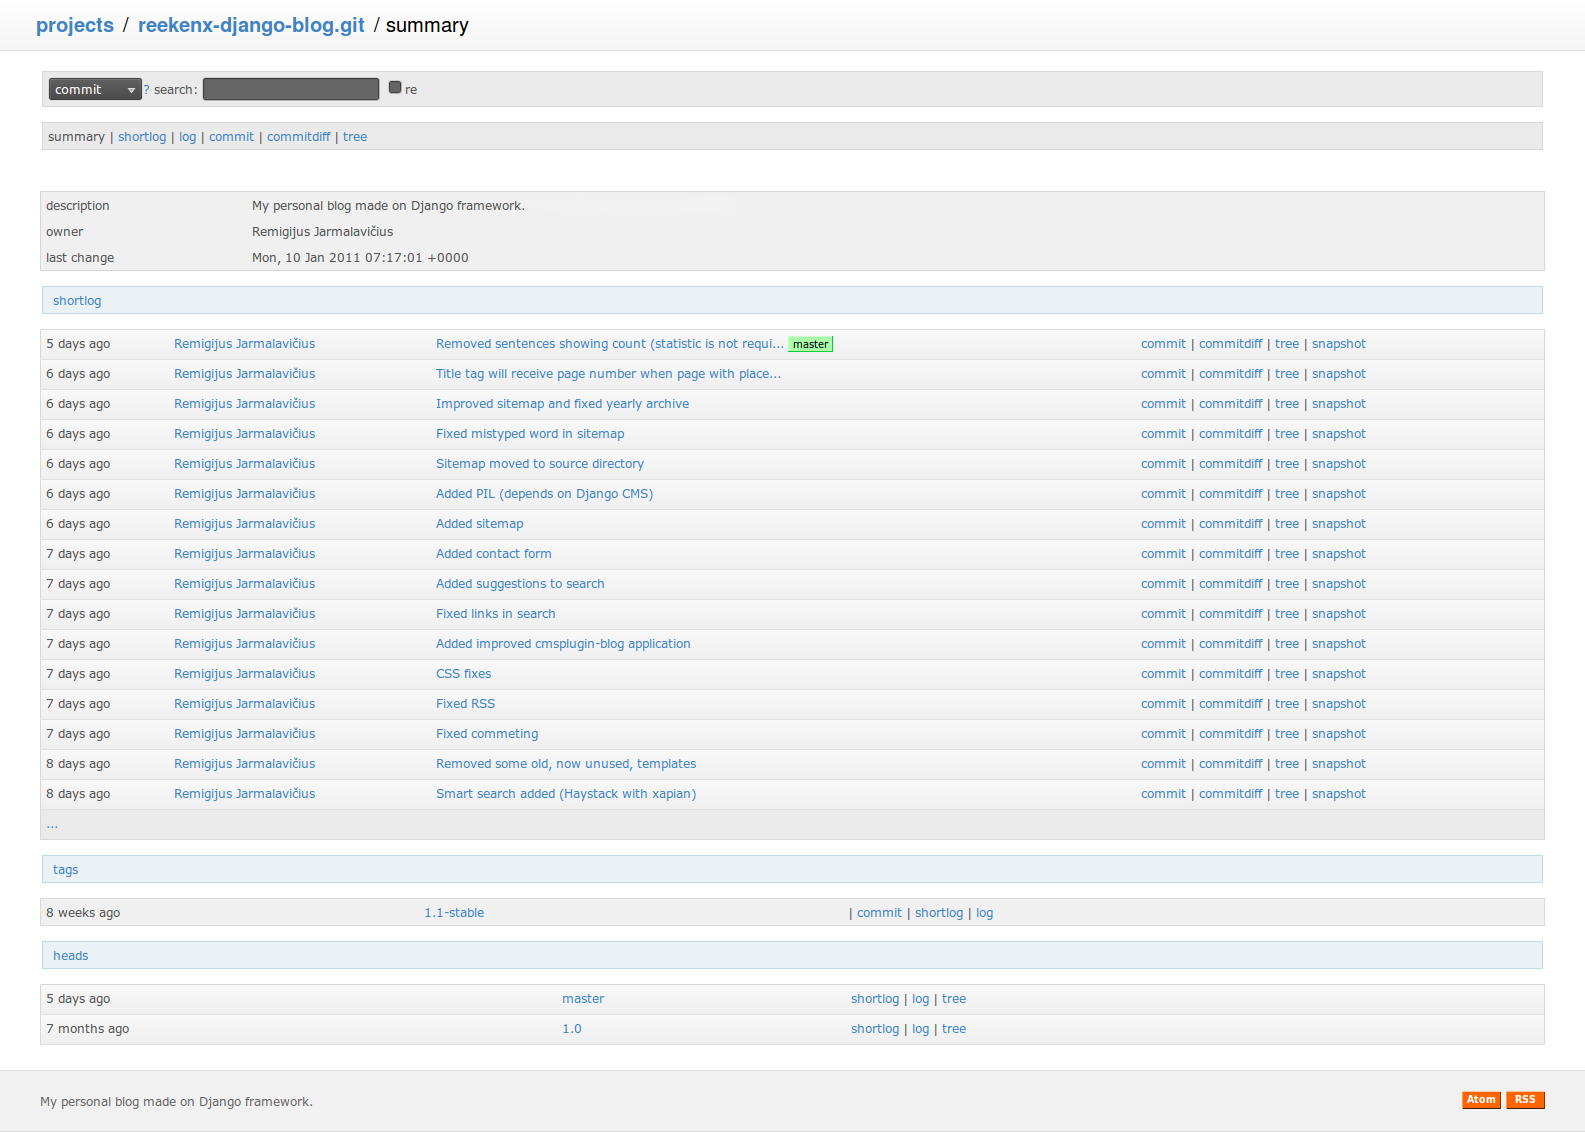 projects / reekenx-django-blog.git / summary
commit ? search: re
summary | shortlog | log | commit | commitdiff | tree
description My personal blog made on Django framework.
owner Remigijus Jarmalavičius
last change Mon, 10 Jan 2011 07:17:01 +0000
shortlog
5 days ago Remigijus Jarmalavičius Removed sentences showing count (statistic is not requi... master commit | commitdiff | tree | snapshot
6 days ago Remigijus Jarmalavičius Title tag will receive page number when page with place... commit | commitdiff | tree | snapshot
6 days ago Remigijus Jarmalavičius Improved sitemap and fixed yearly archive commit | commitdiff | tree | snapshot
6 days ago Remigijus Jarmalavičius Fixed mistyped word in sitemap commit | commitdiff | tree | snapshot
6 days ago Remigijus Jarmalavičius Sitemap moved to source directory commit | commitdiff | tree | snapshot
6 days ago Remigijus Jarmalavičius Added PIL (depends on Django CMS) commit | commitdiff | tree | snapshot
6 days ago Remigijus Jarmalavičius Added sitemap commit | commitdiff | tree | snapshot
7 days ago Remigijus Jarmalavičius Added contact form commit | commitdiff | tree | snapshot
7 days ago Remigijus Jarmalavičius Added suggestions to search commit | commitdiff | tree | snapshot
7 days ago Remigijus Jarmalavičius Fixed links in search commit | commitdiff | tree | snapshot
7 days ago Remigijus Jarmalavičius Added improved cmsplugin-blog application commit | commitdiff | tree | snapshot
7 days ago Remigijus Jarmalavičius CSS fixes commit | commitdiff | tree | snapshot
7 days ago Remigijus Jarmalavičius Fixed RSS commit | commitdiff | tree | snapshot
7 days ago Remigijus Jarmalavičius Fixed commeting commit | commitdiff | tree | snapshot
8 days ago Remigijus Jarmalavičius Removed some old, now unused, templates commit | commitdiff | tree | snapshot
8 days ago Remigijus Jarmalavičius Smart search added (Haystack with xapian) commit | commitdiff | tree | snapshot
...
tags
8 weeks ago 1.1-stable | commit | shortlog | log
heads
5 days ago master shortlog | log | tree
7 months ago 1.0 shortlog | log | tree
My personal blog made on Django framework. Atom RSS